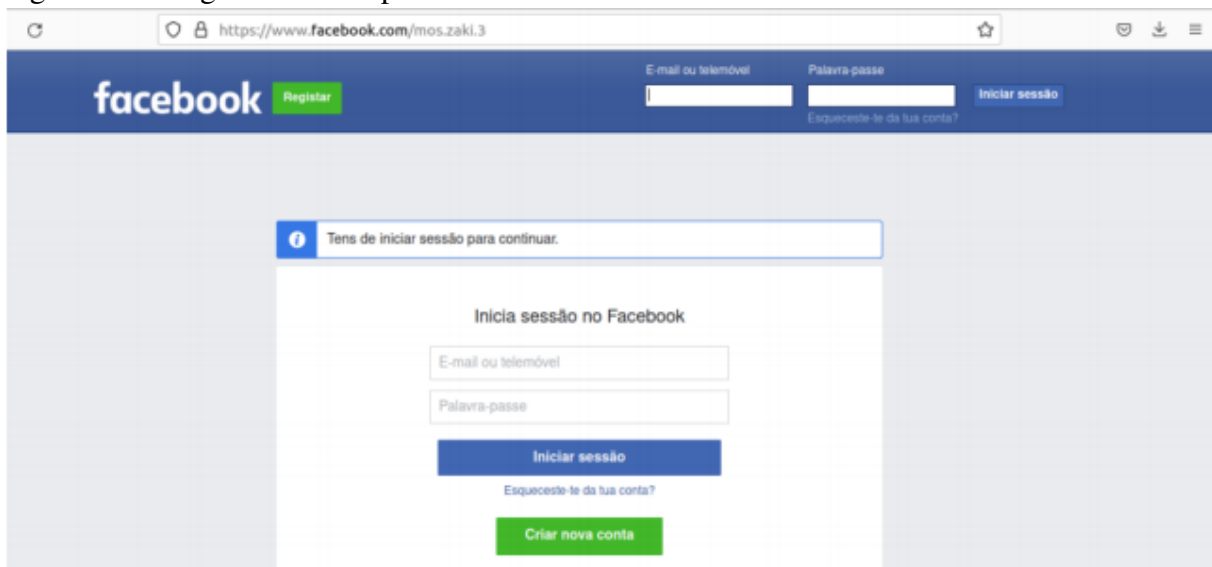 https://www.facebook.com/mos.zaki.3
facebook
Registar
E-mail ou telemóvel
Palavra-passe
Iniciar sessão
Esqueceste-te da tua conta?
Tens de iniciar sessão para continuar.
Inicia sessão no Facebook
E-mail ou telemóvel
Palavra-passe
Iniciar sessão
Esqueceste-te da tua conta?
Criar nova conta